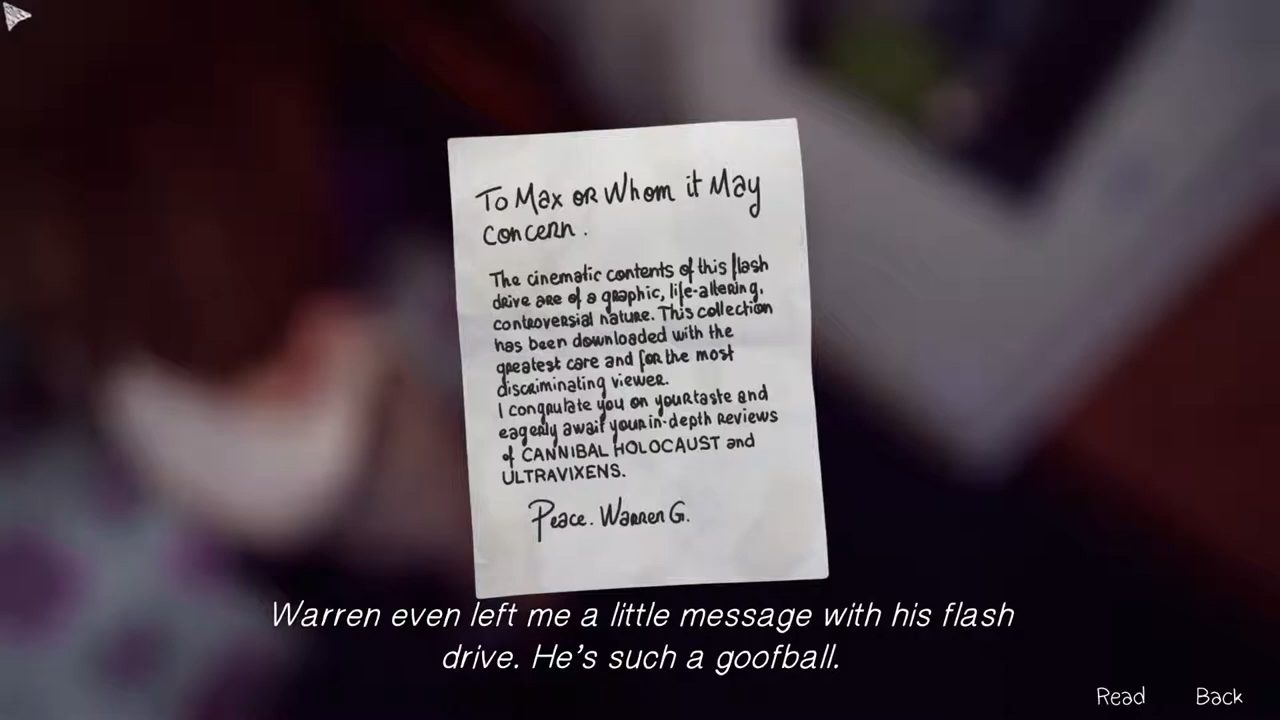 To Max or Whom it May
Concern.
The cinematic contents of this flash
drive are of a graphic, life-altering,
controversial nature. This collection
has been downloaded with the
greatest care and for the most
discriminating viewer.
I congrulate you on your taste and
eagerly await your in-depth reviews
of CANNIBAL HOLOCAUST and
ULTRAVIXENS.
Peace. Warren G.
Warren even left me a little message with his flash
drive. He's such a goofball.
Read Back